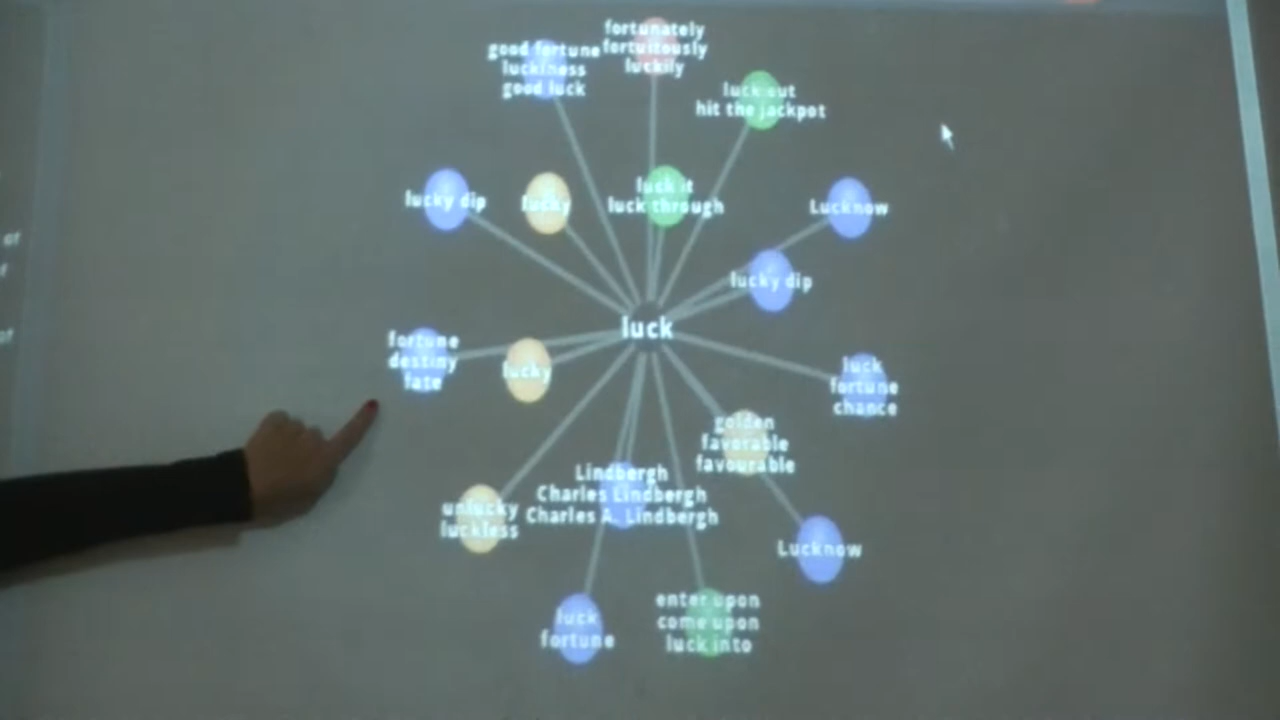 fortunately
fortuitously
luckily
good fortune
luckiness
good luck
luck out
hit the jackpot
lucky dip
lucky
luck it
luck through
Lucknow
lucky dip
luck
fortune
destiny
fate
lucky
luck
fortune
chance
golden
favorable
favourable
Lindbergh
Charles Lindbergh
Charles A. Lindbergh
unlucky
luckless
Lucknow
luck
fortune
enter upon
come upon
luck into
of
f
of